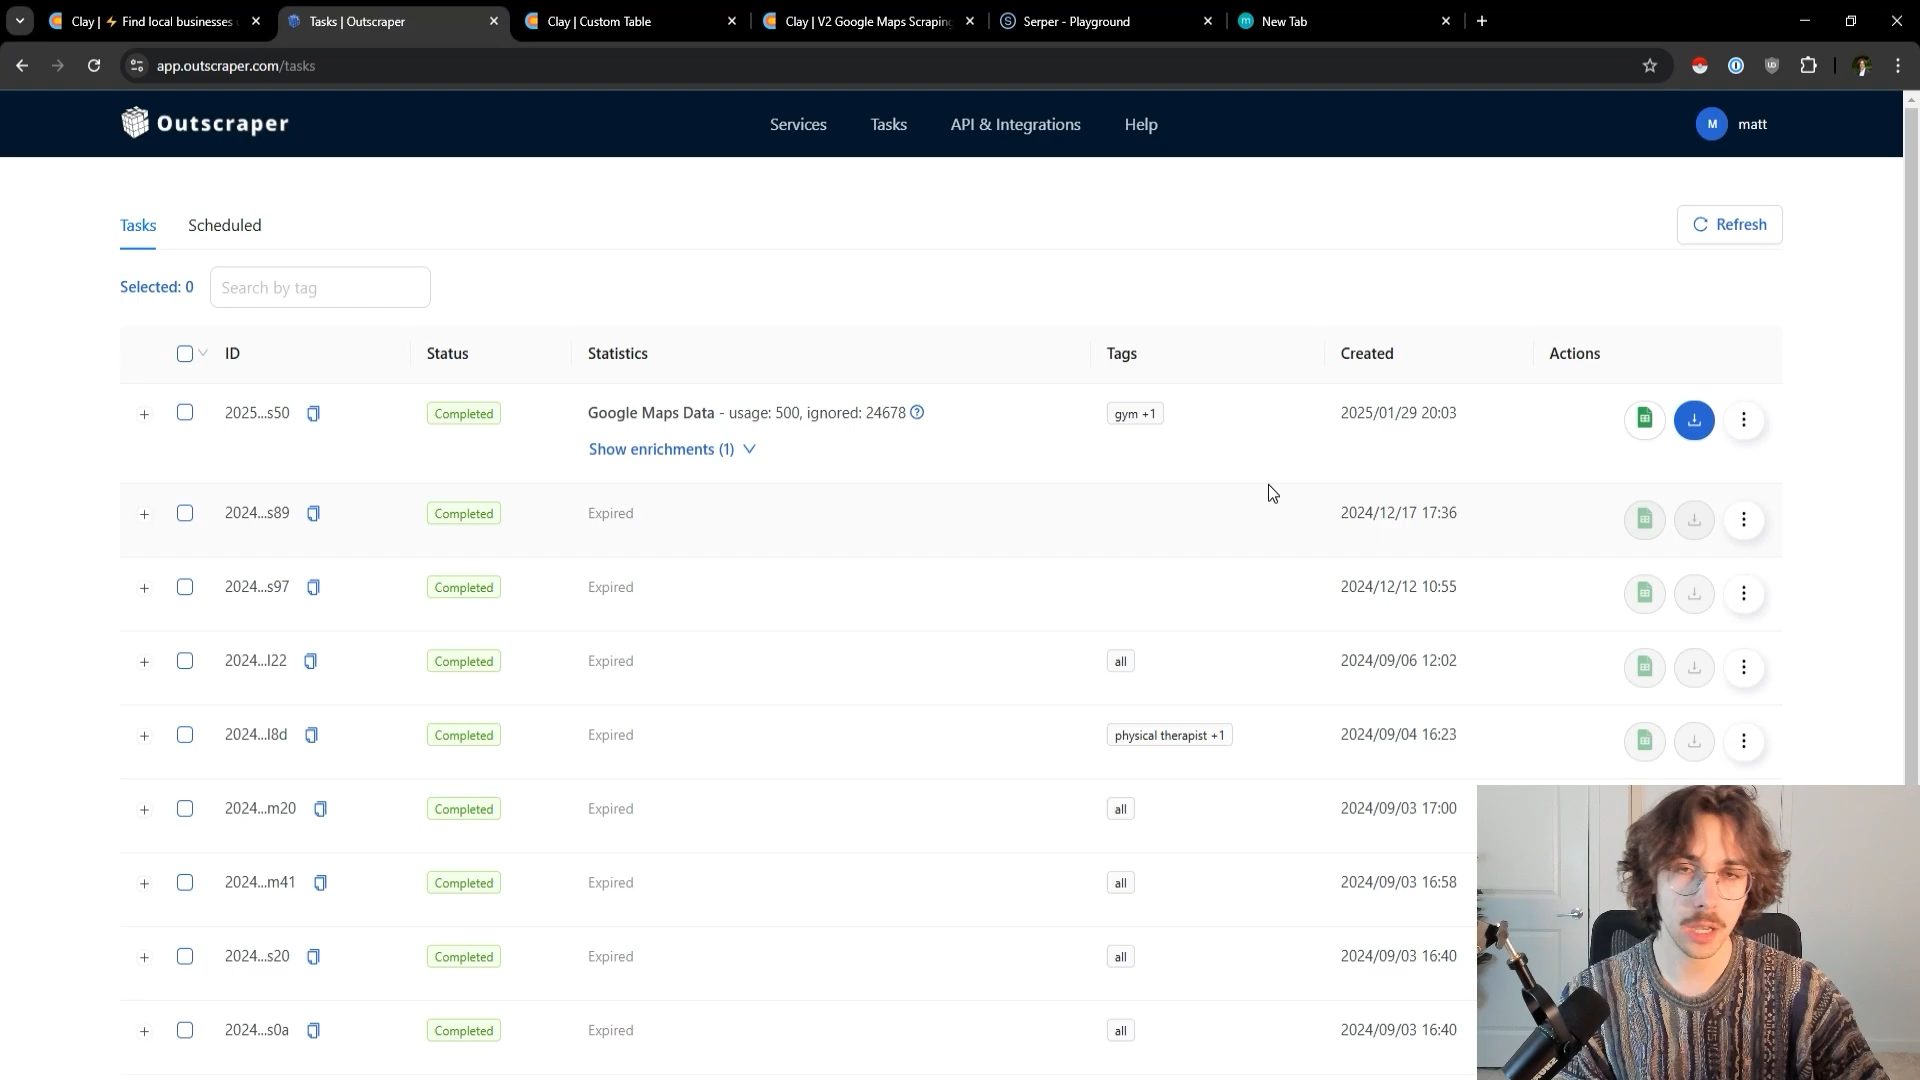 Clay | ⚡ Find local businesses
Tasks | Outscraper
Clay | Custom Table
Clay | V2 Google Maps Scraping
Serper - Playground
New Tab
app.outscraper.com/tasks
Outscraper
Services
Tasks
API & Integrations
Help
M
matt
Tasks
Scheduled
Refresh
Selected: 0
Search by tag
ID
Status
Statistics
Tags
Created
Actions
2025...s50
Completed
Google Maps Data - usage: 500, ignored: 24678
gym +1
2025/01/29 20:03
Show enrichments (1)
2024...s89
Completed
Expired
2024/12/17 17:36
2024...s97
Completed
Expired
2024/12/12 10:55
2024...l22
Completed
Expired
all
2024/09/06 12:02
2024...l8d
Completed
Expired
physical therapist +1
2024/09/04 16:23
2024...m20
Completed
Expired
all
2024/09/03 17:00
2024...m41
Completed
Expired
all
2024/09/03 16:58
2024...s20
Completed
Expired
all
2024/09/03 16:40
2024...s0a
Completed
Expired
all
2024/09/03 16:40